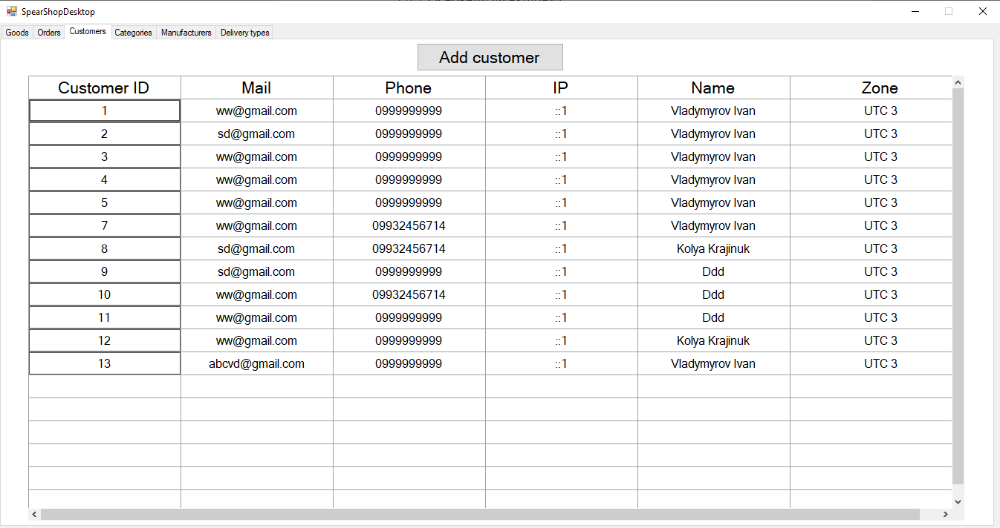 SpearShopDesktop
Goods Orders Customers Categories Manufacturers Delivery types
Add customer
Customer ID Mail Phone IP Name Zone
1 ww@gmail.com 0999999999 ::1 Vladymyrov Ivan UTC 3
2 sd@gmail.com 0999999999 ::1 Vladymyrov Ivan UTC 3
3 ww@gmail.com 0999999999 ::1 Vladymyrov Ivan UTC 3
4 ww@gmail.com 0999999999 ::1 Vladymyrov Ivan UTC 3
5 ww@gmail.com 0999999999 ::1 Vladymyrov Ivan UTC 3
7 ww@gmail.com 09932456714 ::1 Vladymyrov Ivan UTC 3
8 sd@gmail.com 09932456714 ::1 Kolya Krajinuk UTC 3
9 sd@gmail.com 0999999999 ::1 Ddd UTC 3
10 ww@gmail.com 09932456714 ::1 Ddd UTC 3
11 ww@gmail.com 0999999999 ::1 Ddd UTC 3
12 ww@gmail.com 0999999999 ::1 Kolya Krajinuk UTC 3
13 abcvd@gmail.com 0999999999 ::1 Vladymyrov Ivan UTC 3